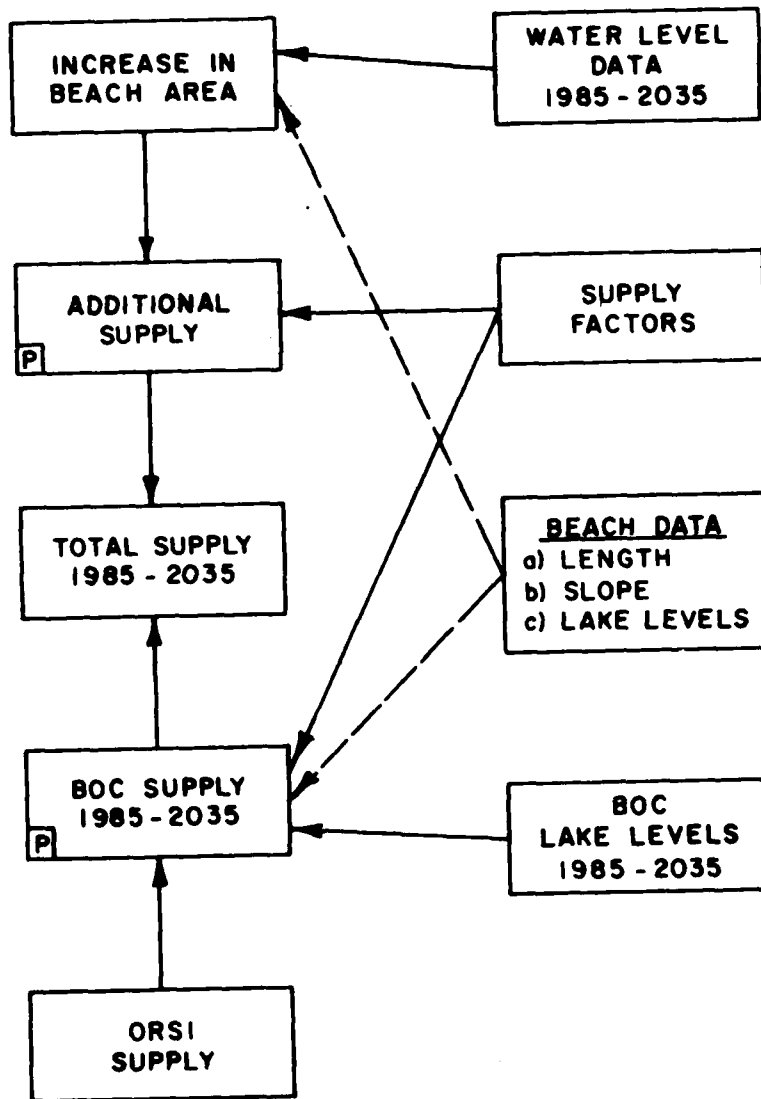 INCREASE IN
BEACH AREA
WATER LEVEL
DATA
1985-2035
ADDITIONAL
SUPPLY
P
SUPPLY
FACTORS
TOTAL SUPPLY
1985-2035
BEACH DATA
a) LENGTH
b) SLOPE
c) LAKE LEVELS
BOC SUPPLY
1985-2035
P
BOC
LAKE LEVELS
1985-2035
ORSI
SUPPLY